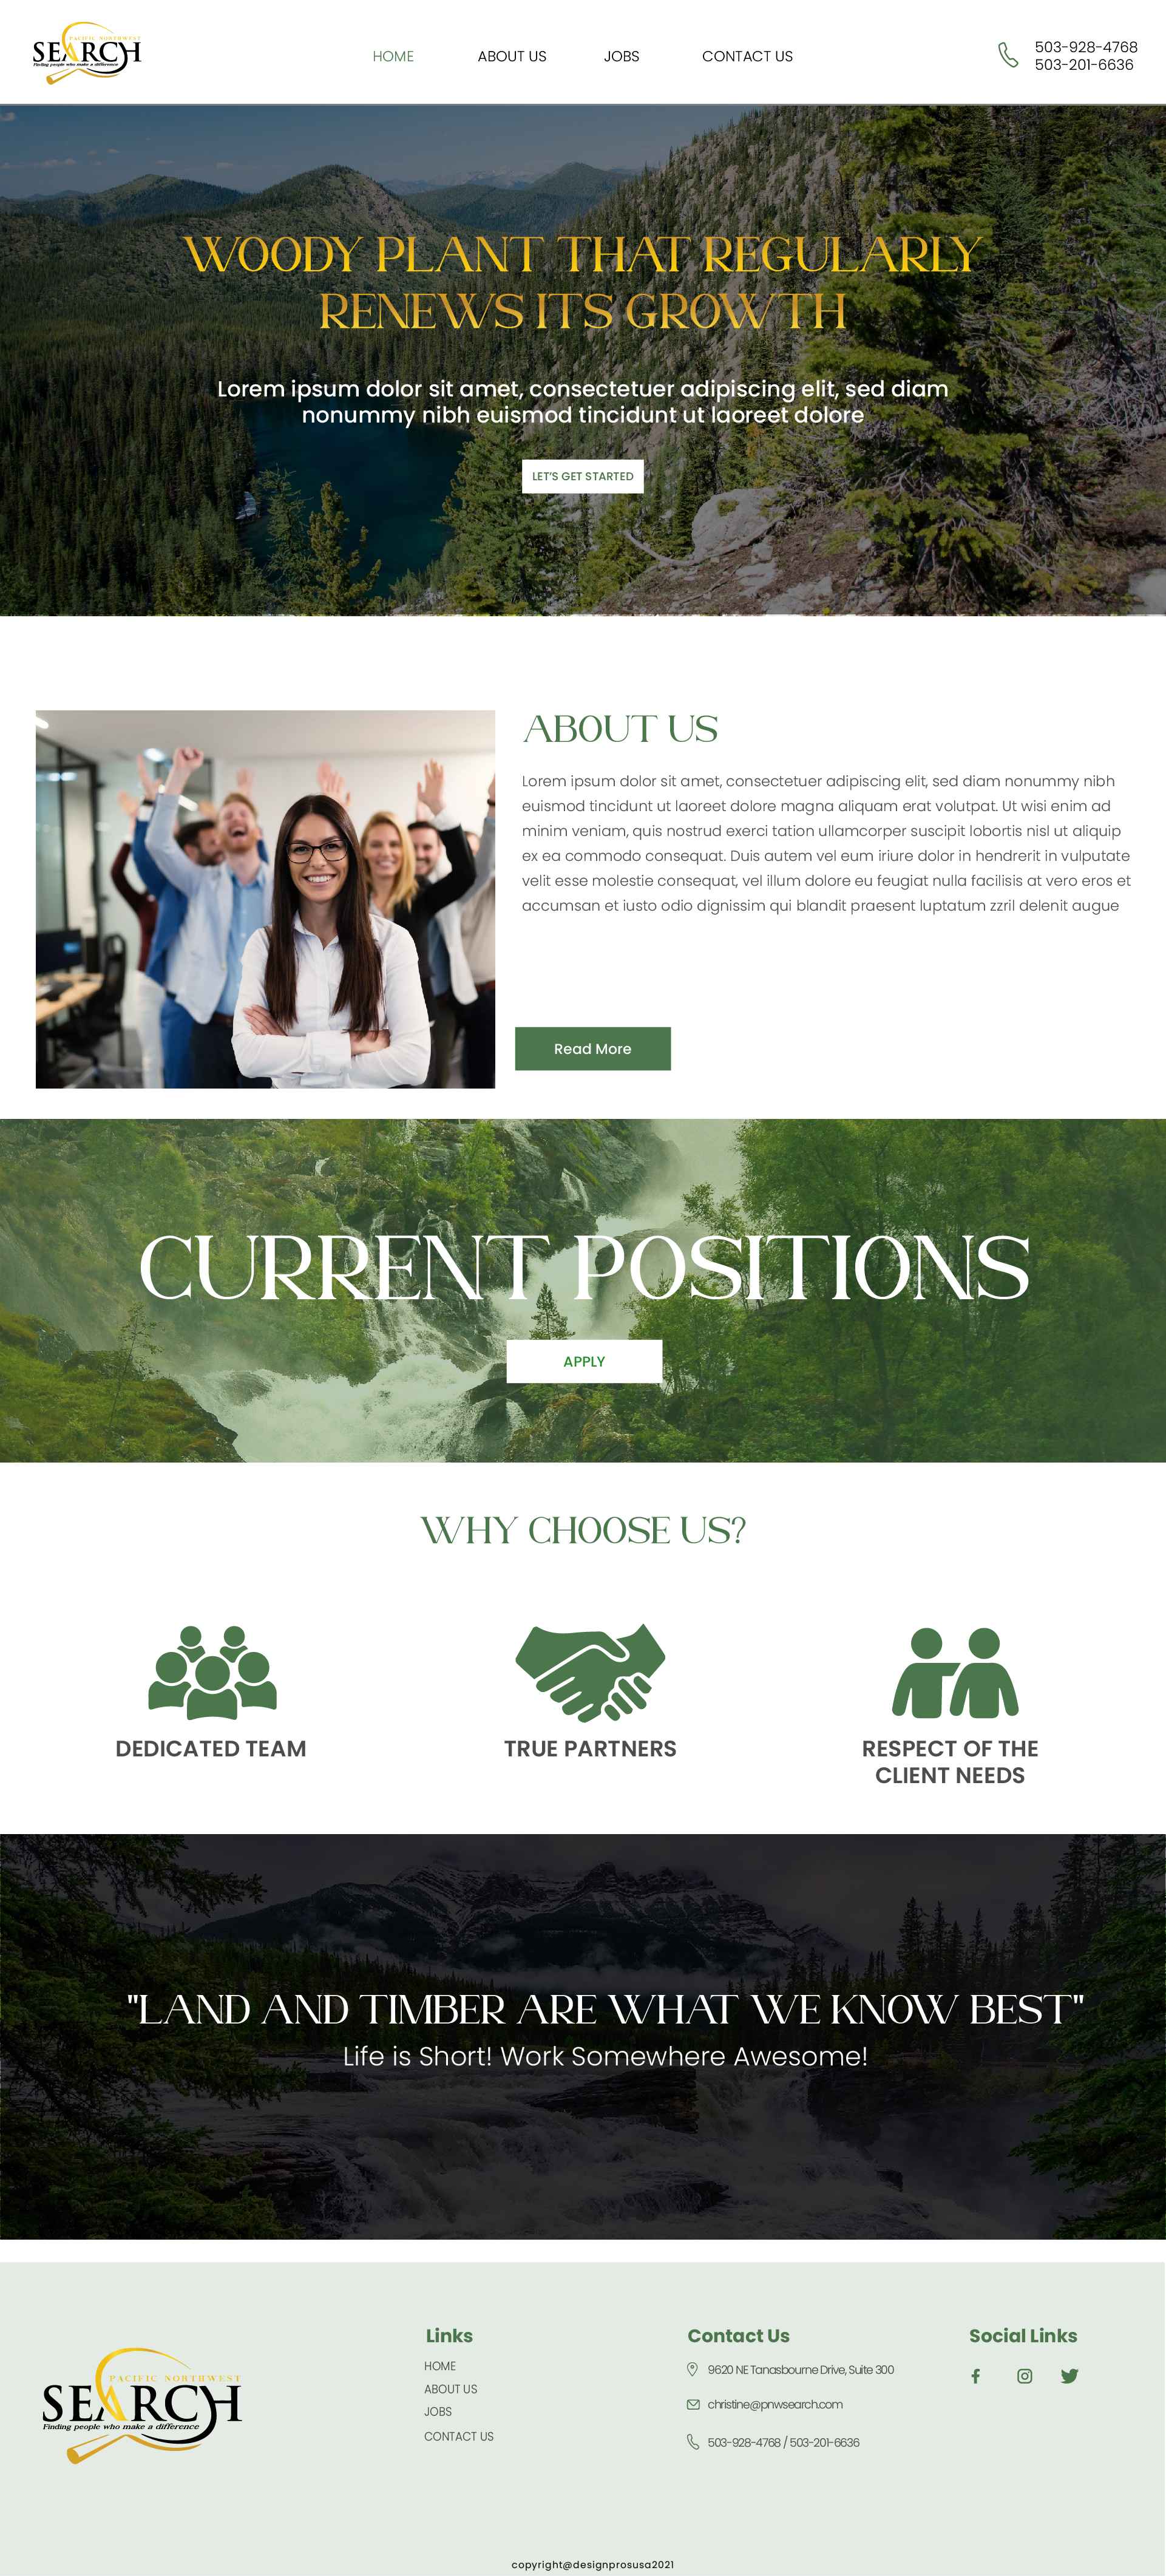 PACIFIC NORTHWEST
SEARCH
Finding people who make a difference
HOME
ABOUT US
JOBS
CONTACT US
503-928-4768
503-201-6636
WOODY PLANT THAT REGULARLY
RENEWS ITS GROWTH
Lorem ipsum dolor sit amet, consectetuer adipiscing elit, sed diam
nonummy nibh euismod tincidunt ut laoreet dolore
LET'S GET STARTED
ABOUT US
Lorem ipsum dolor sit amet, consectetuer adipiscing elit, sed diam nonummy nibh
euismod tincidunt ut laoreet dolore magna aliquam erat volutpat. Ut wisi enim ad
minim veniam, quis nostrud exerci tation ullamcorper suscipit lobortis nisl ut aliquip
ex ea commodo consequat. Duis autem vel eum iriure dolor in hendrerit in vulputate
velit esse molestie consequat, vel illum dolore eu feugiat nulla facilisis at vero eros et
accumsan et iusto odio dignissim qui blandit praesent luptatum zzril delenit augue
Read More
CURRENT POSITIONS
APPLY
WHY CHOOSE US?
DEDICATED TEAM
TRUE PARTNERS
RESPECT OF THE
CLIENT NEEDS
"LAND AND TIMBER ARE WHAT WE KNOW BEST"
Life is Short! Work Somewhere Awesome!
PACIFIC NORTHWEST
SEARCH
Finding people who make a difference
Links
HOME
ABOUT US
JOBS
CONTACT US
Contact Us
9620 NE Tanasbourne Drive, Suite 300
christine@pnwsearch.com
503-928-4768 / 503-201-6636
Social Links
copyright@designprosusa2021